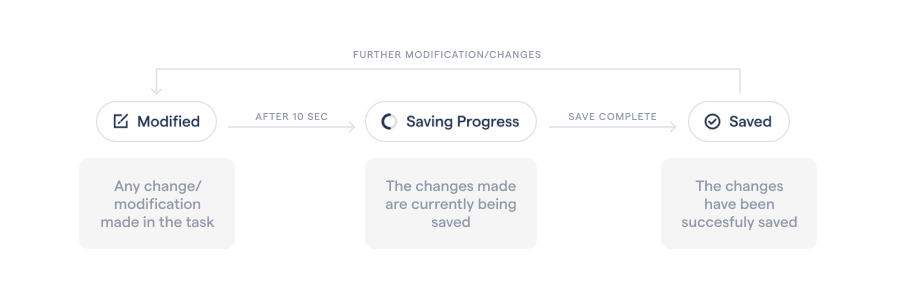 FURTHER MODIFICATION/CHANGES
Modified
AFTER 10 SEC
Saving Progress
SAVE COMPLETE
Saved
Any change/
modification
made in the task
The changes made
are currently being
saved
The changes
have been
succesfuly saved